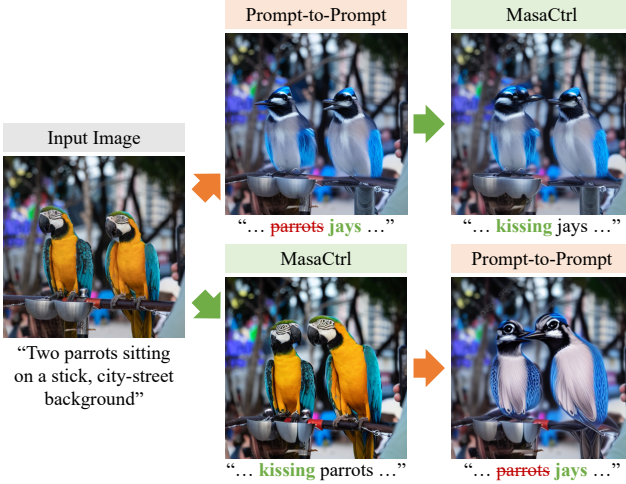 Prompt-to-Prompt
MasaCtrl
Input Image
“... parrots jays ...”
“... kissing jays ...”
MasaCtrl
Prompt-to-Prompt
“Two parrots sitting
on a stick, city-street
background”
“... kissing parrots ...”
“... parrots jays ...”